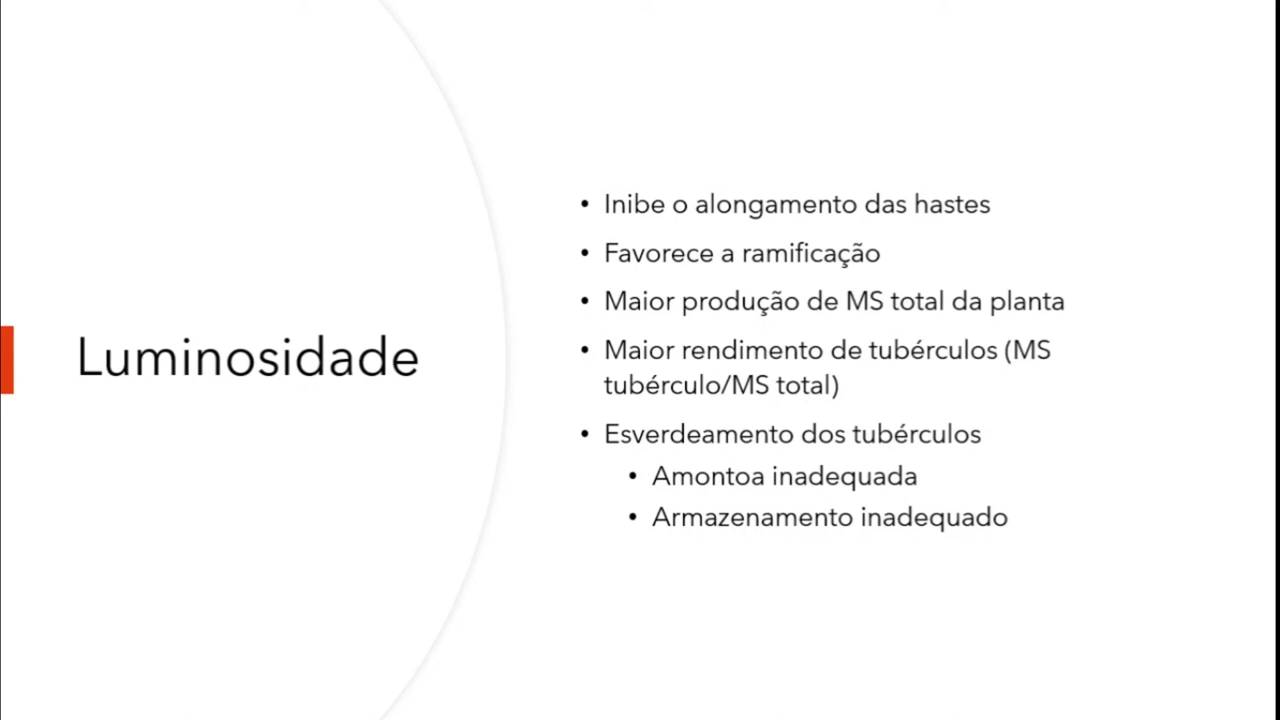 Luminosidade
• Inibe o alongamento das hastes
• Favorece a ramificação
• Maior produção de MS total da planta
• Maior rendimento de tubérculos (MS
tubérculo/MS total)
• Esverdeamento dos tubérculos
• Amontoa inadequada
• Armazenamento inadequado